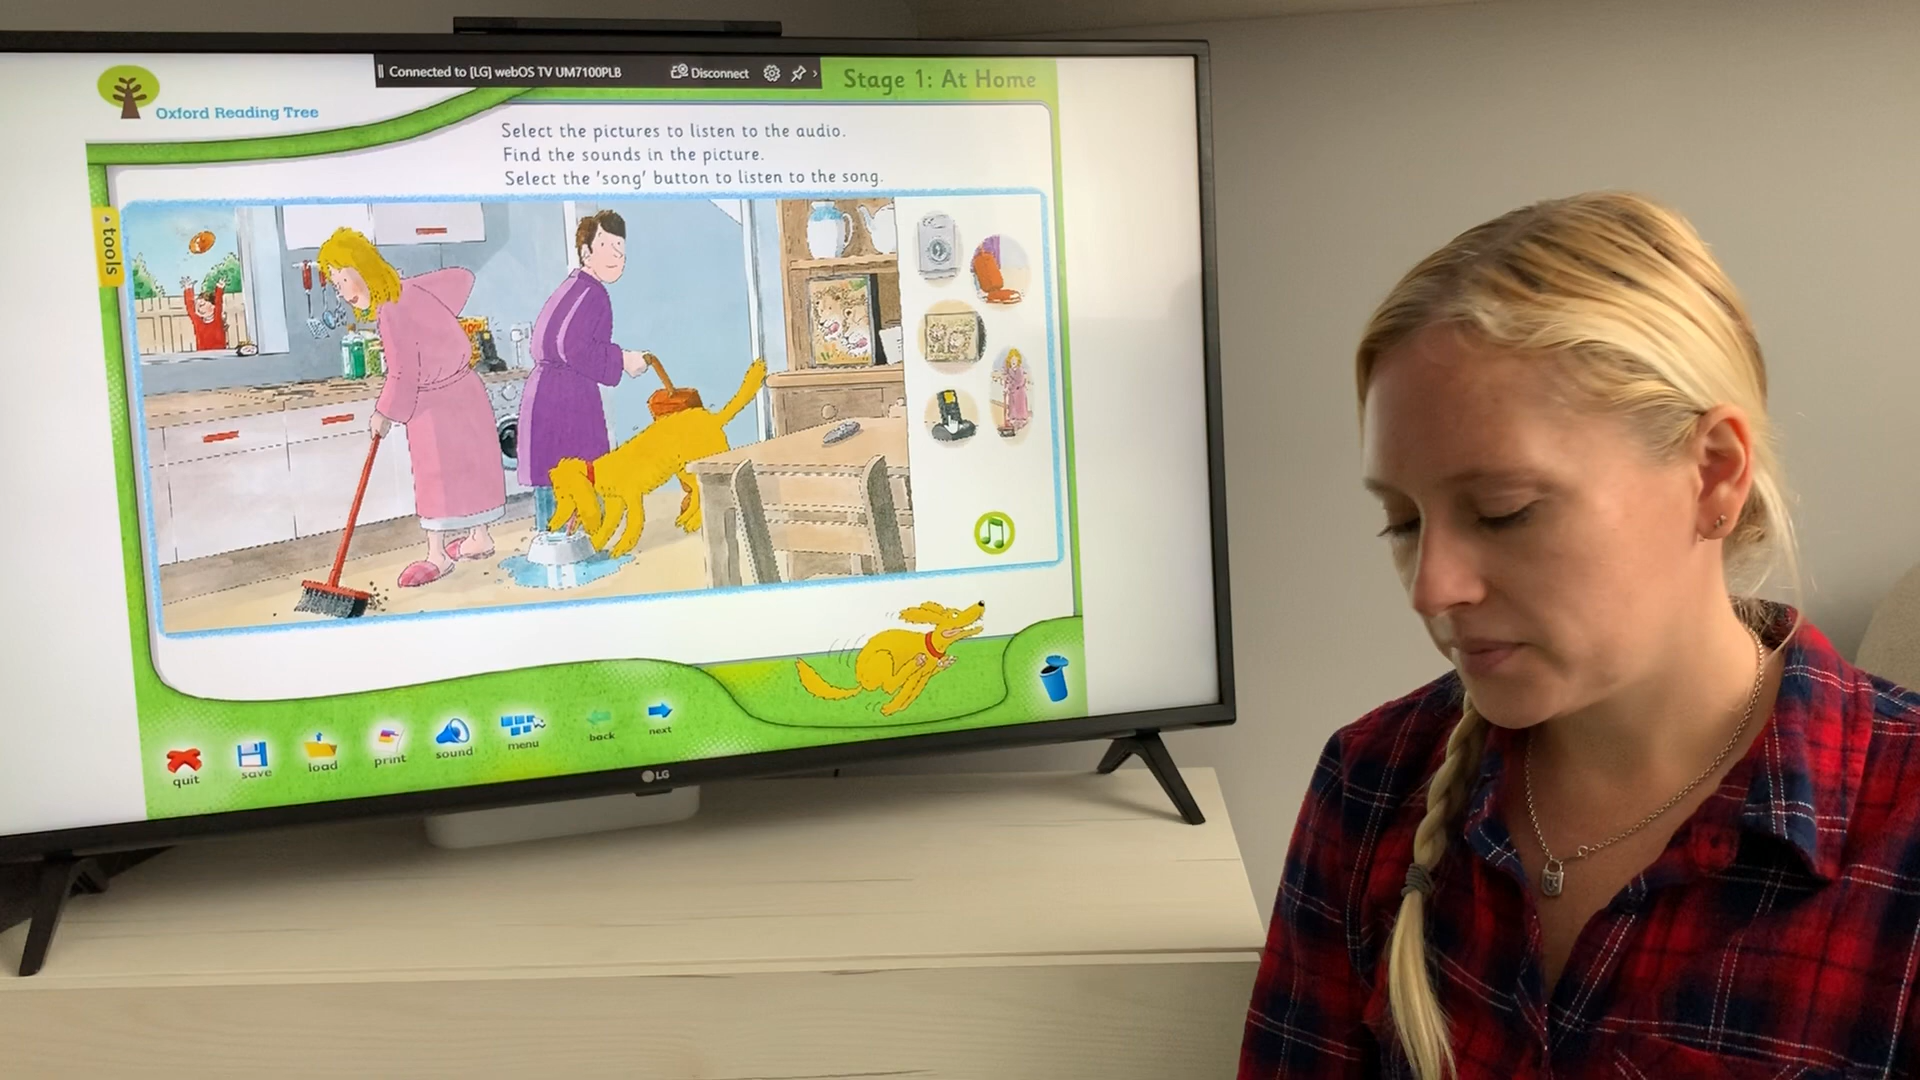 Connected to [LG] webOS TV UM7100PLB
Disconnect
Stage 1: At Home
Oxford Reading Tree
Select the pictures to listen to the audio.
Find the sounds in the picture.
Select the 'song' button to listen to the song.
tools
quit
save
load
print
sound
menu
back
next
LG